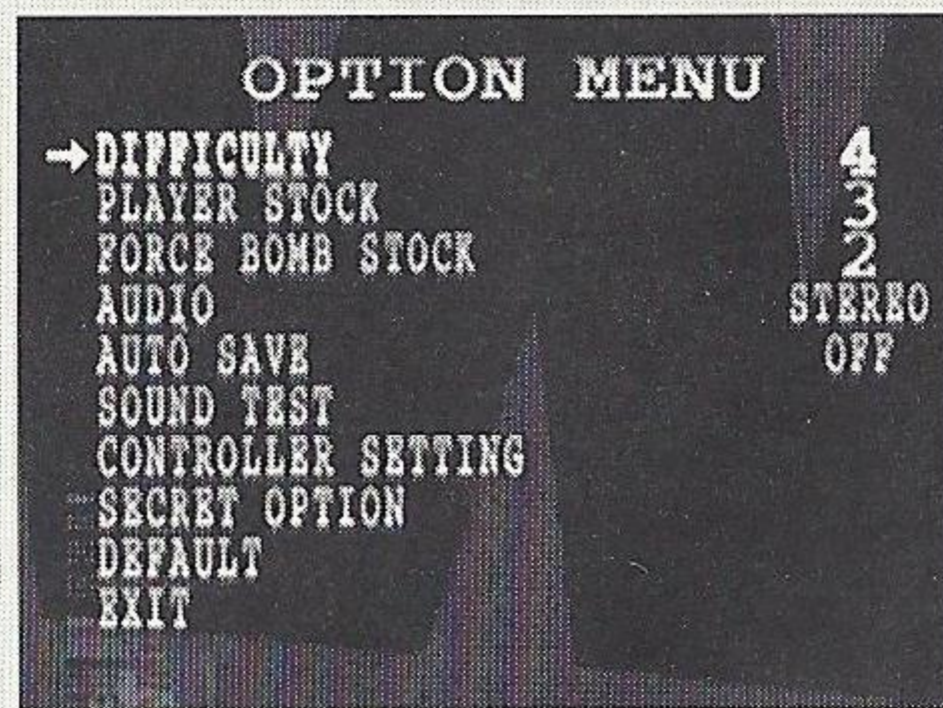 OPTION MENU
→DIFFICULTY 4
PLAYER STOCK 3
FORCE BOMB STOCK 2
AUDIO STEREO
AUTO SAVE OFF
SOUND TEST
CONTROLLER SETTING
SECRET OPTION
DEFAULT
EXIT